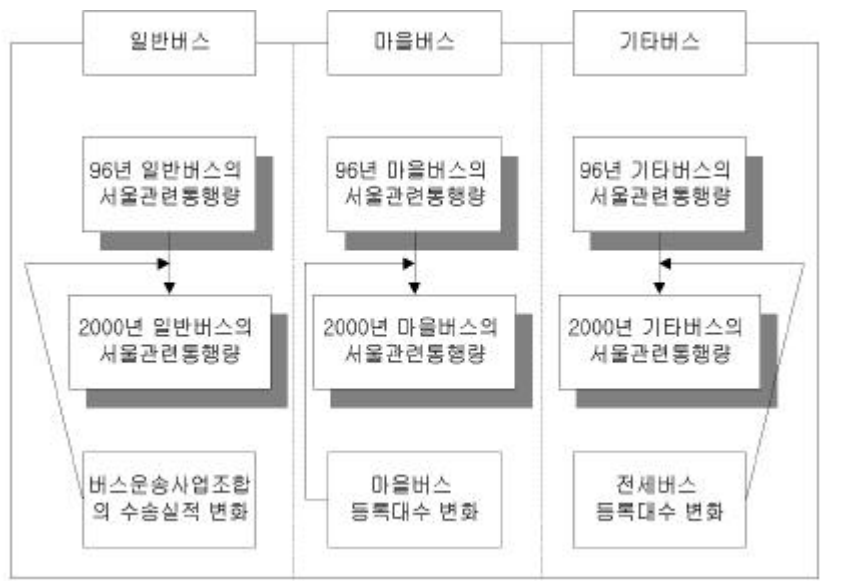 일반버스
마을버스
기타버스
96년 일반버스의
서울관련통행량
96년 마을버스의
서울관련통행량
96년 기타버스의
서울관련통행량
2000년 일반버스의
서울관련통행량
2000년 마을버스의
서울관련통행량
2000년 기타버스의
서울관련통행량
버스운송사업조합
의 수송실적 변화
마을버스
등록대수 변화
전세버스
등록대수 변화